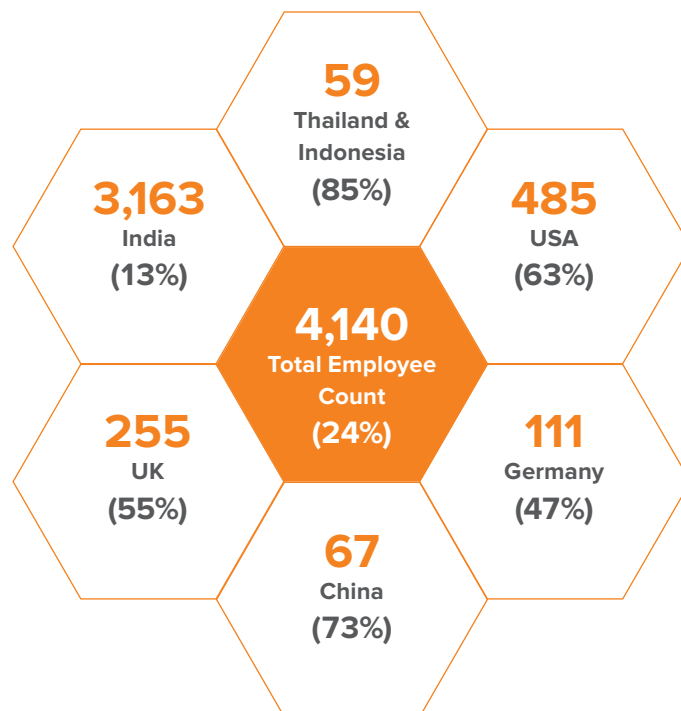 59
Thailand &
Indonesia
(85%)
3,163
India
(13%)
485
USA
(63%)
4,140
Total Employee
Count
(24%)
255
UK
(55%)
111
Germany
(47%)
67
China
(73%)